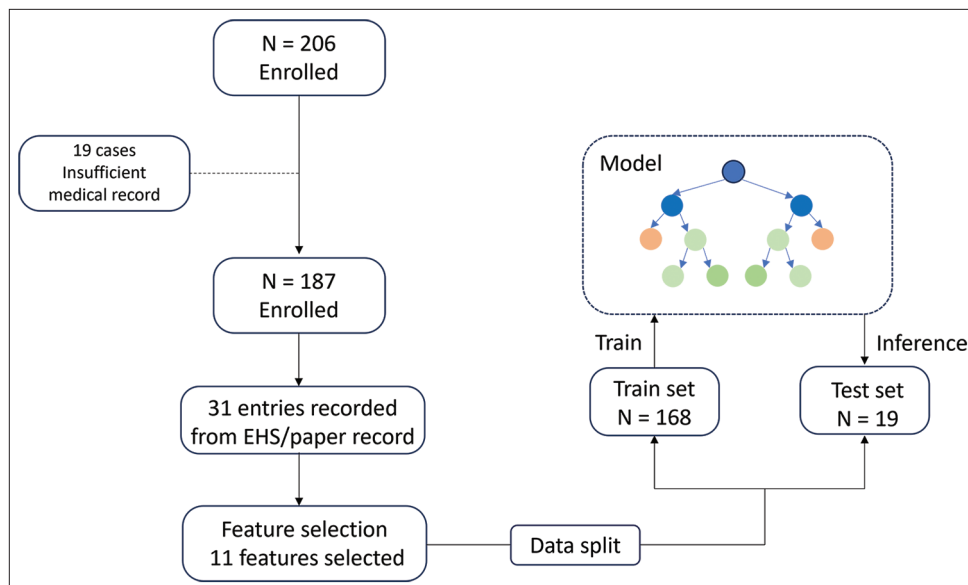 N = 206
Enrolled
19 cases
Insufficient
medical record
N = 187
Enrolled
31 entries recorded
from EHS/paper record
Feature selection
11 features selected
Data split
Model
Train
Inference
Train set
N = 168
Test set
N = 19